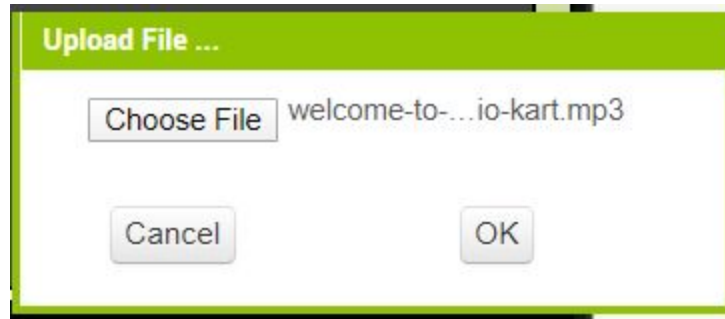 Upload File ...
Choose File welcome-to-...io-kart.mp3
Cancel OK